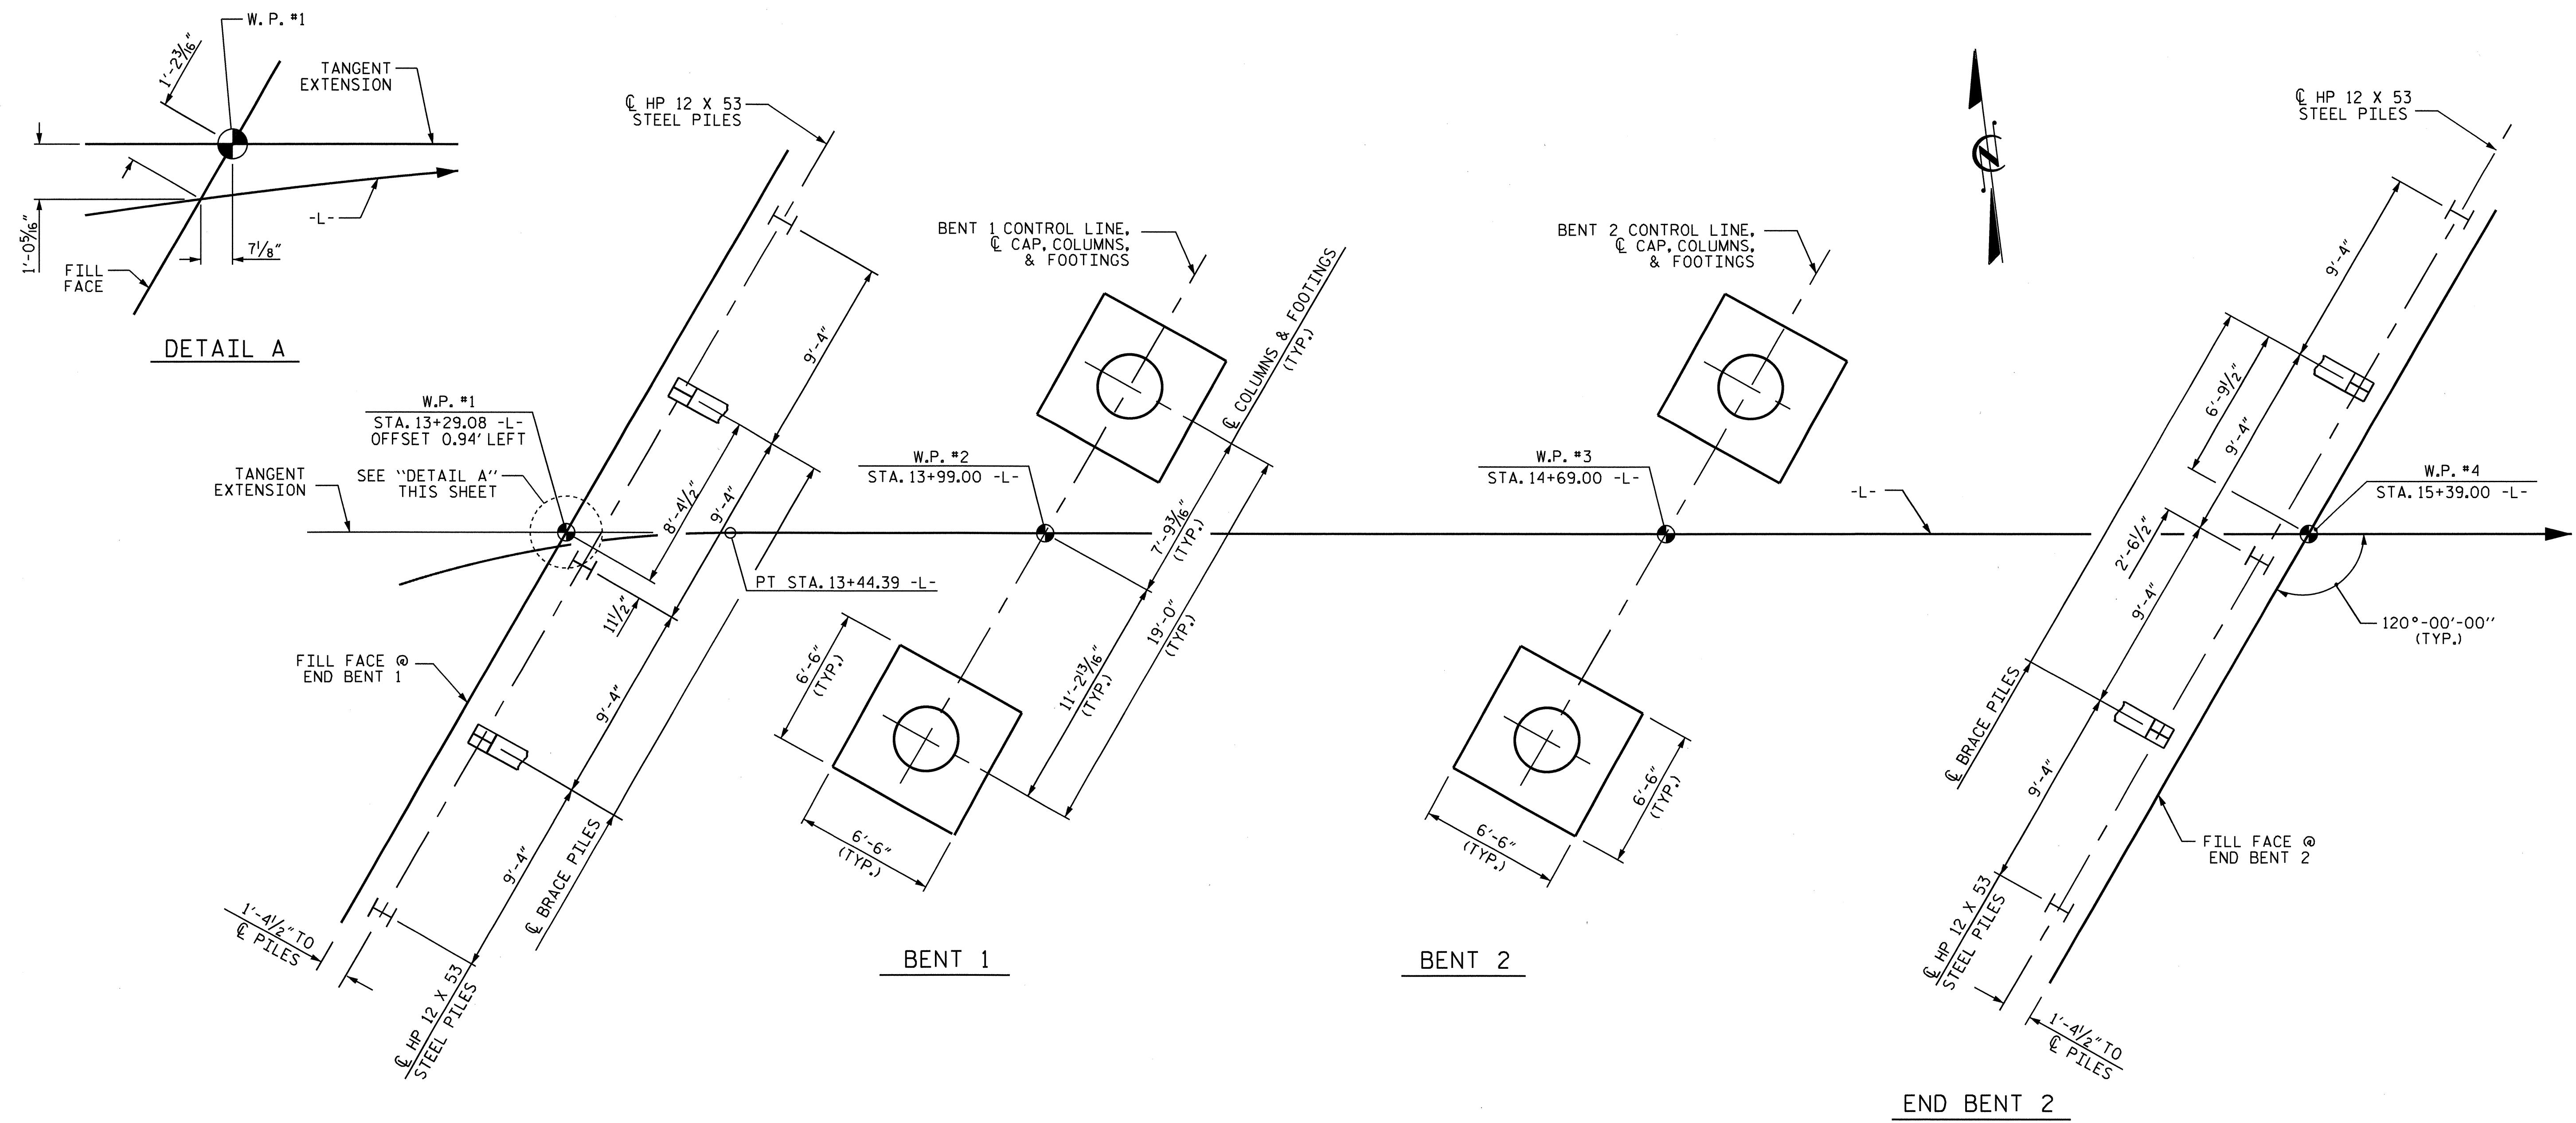 W. P. #1
1'-2 3/16"
TANGENT
EXTENSION
1'-0 5/16"
-L-
7 1/8"
FILL
FACE
DETAIL A
℄ HP 12 X 53
STEEL PILES
9'-4"
W.P. #1
STA. 13+29.08 -L-
OFFSET 0.94' LEFT
SEE "DETAIL A"
THIS SHEET
TANGENT
EXTENSION
8'-4 1/2"
9'-4"
PT STA. 13+44.39 -L-
11 1/2"
FILL FACE @
END BENT 1
9'-4"
9'-4"
℄ BRACE PILES
1'-4 1/2" TO
℄ PILES
℄ HP 12 X 53
STEEL PILES
BENT 1 CONTROL LINE,
℄ CAP, COLUMNS,
& FOOTINGS
℄ COLUMNS & FOOTINGS
(TYP.)
W.P. #2
STA. 13+99.00 -L-
7'-9 3/16"
(TYP.)
19'-0"
(TYP.)
11'-2 13/16"
(TYP.)
6'-6"
(TYP.)
6'-6"
(TYP.)
BENT 1
BENT 2 CONTROL LINE,
℄ CAP, COLUMNS,
& FOOTINGS
W.P. #3
STA. 14+69.00 -L-
-L-
6'-6"
(TYP.)
6'-6"
(TYP.)
BENT 2
N
℄ HP 12 X 53
STEEL PILES
9'-4"
6'-9 1/2"
9'-4"
W.P. #4
STA. 15+39.00 -L-
2'-6 1/2"
9'-4"
120°-00'-00"
(TYP.)
℄ BRACE PILES
9'-4"
FILL FACE @
END BENT 2
℄ HP 12 X 53
STEEL PILES
1'-4 1/2" TO
℄ PILES
END BENT 2